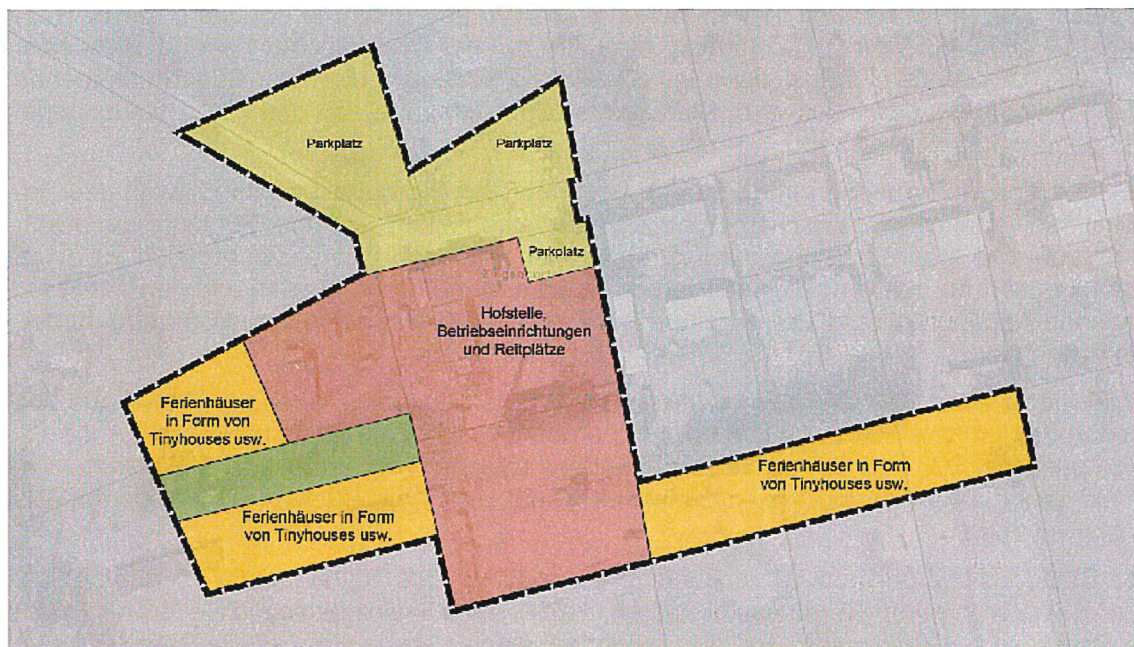 Parkplatz
Parkplatz
Parkplatz
Hofstelle,
Betriebseinrichtungen
und Reitplätze
Ferienhäuser
in Form von
Tinyhouses usw.
Ferienhäuser in Form
von Tinyhouses usw.
Ferienhäuser in Form
von Tinyhouses usw.